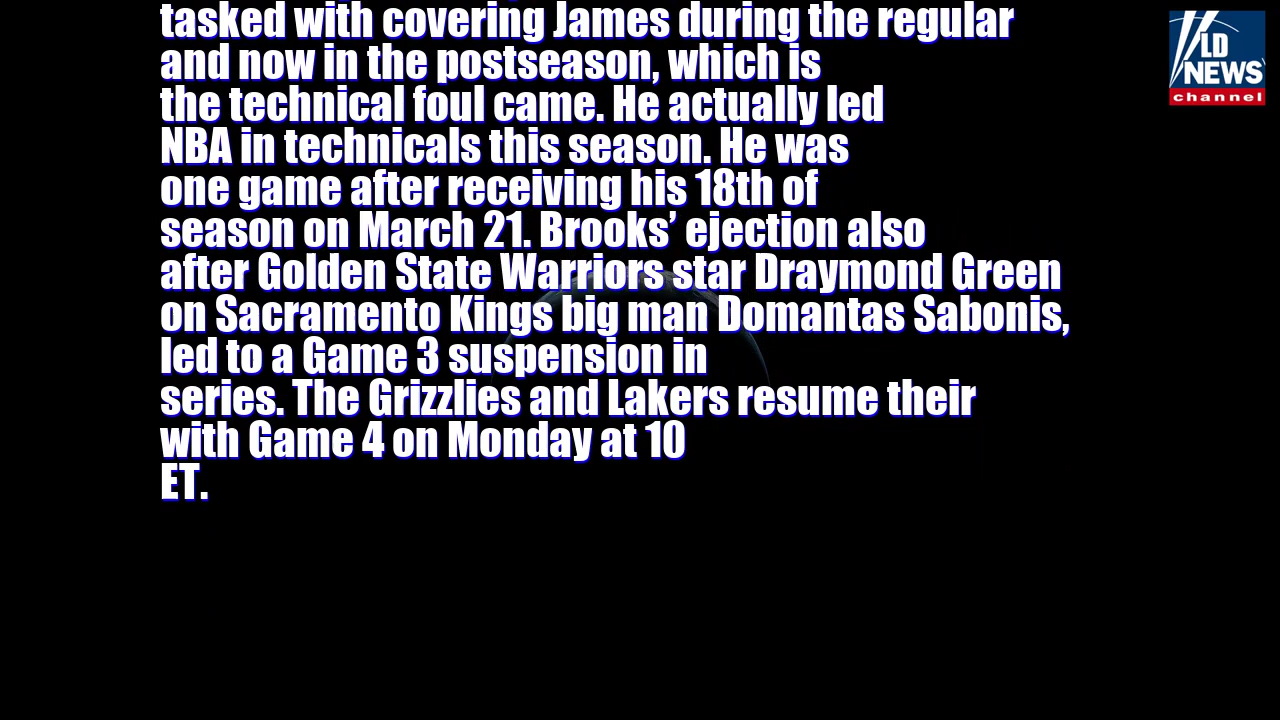 tasked with covering James during the regular
and now in the postseason, which is
the technical foul came. He actually led
NBA in technicals this season. He was
one game after receiving his 18th of
season on March 21. Brooks’ ejection also
after Golden State Warriors star Draymond Green
on Sacramento Kings big man Domantas Sabonis,
led to a Game 3 suspension in
series. The Grizzlies and Lakers resume their
with Game 4 on Monday at 10
ET.
LD
NEWS
channel